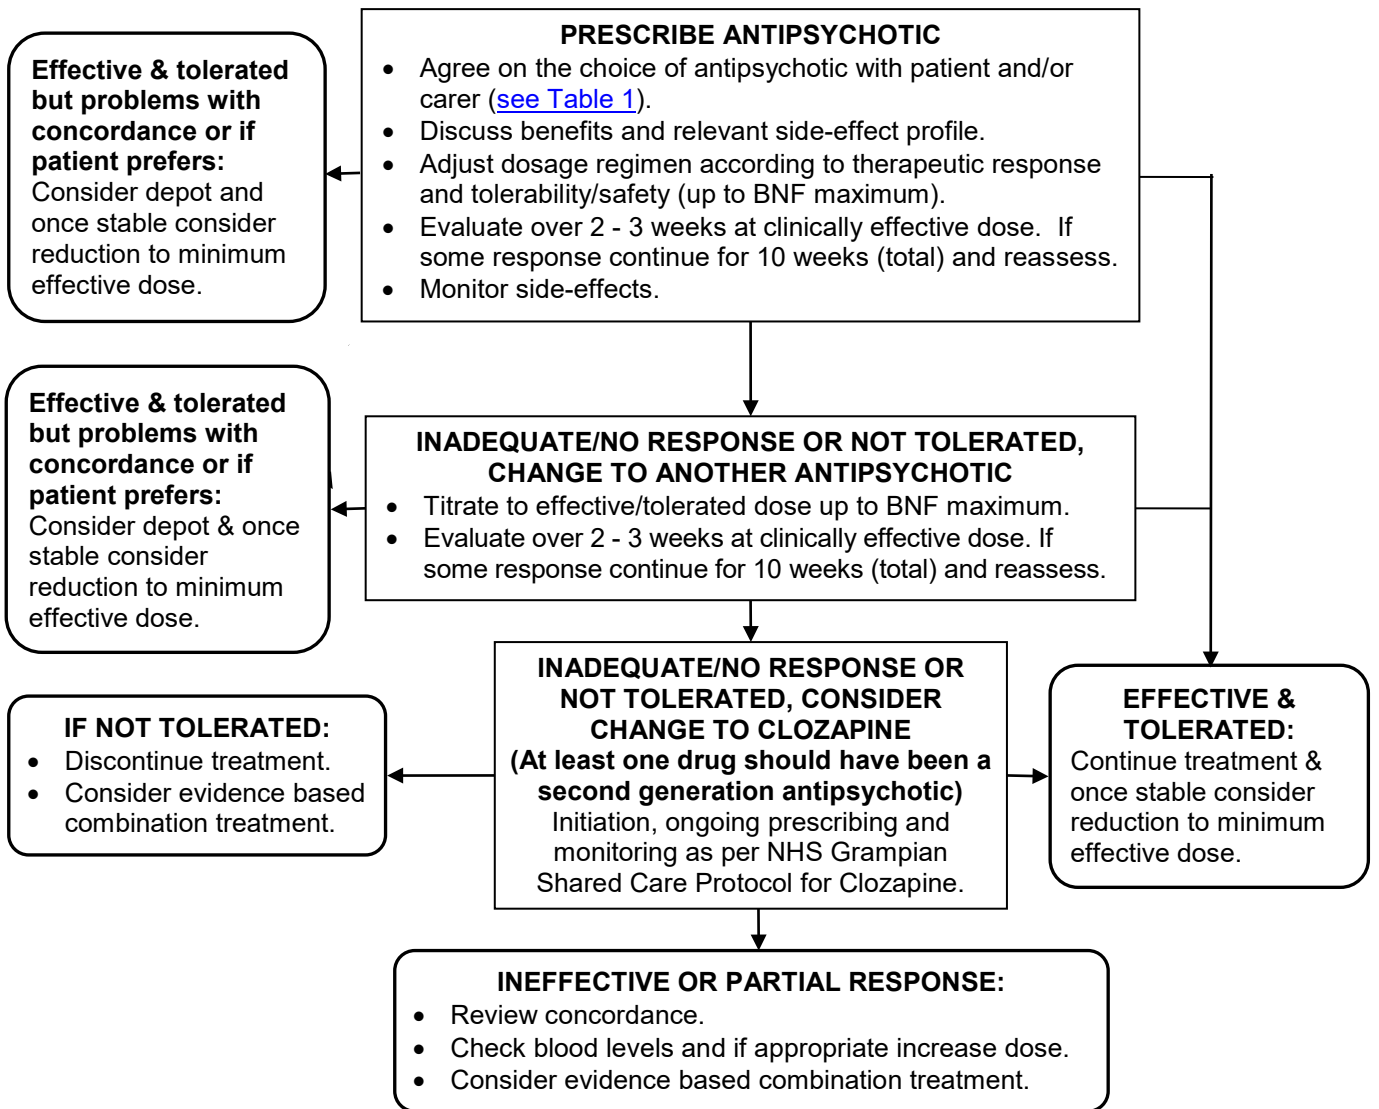 PRESCRIBE ANTIPSYCHOTIC
• Agree on the choice of antipsychotic with patient and/or
carer (see Table 1).
• Discuss benefits and relevant side-effect profile.
• Adjust dosage regimen according to therapeutic response
and tolerability/safety (up to BNF maximum).
• Evaluate over 2 - 3 weeks at clinically effective dose. If
some response continue for 10 weeks (total) and reassess.
• Monitor side-effects.
Effective & tolerated
but problems with
concordance or if
patient prefers:
Consider depot and
once stable consider
reduction to minimum
effective dose.
INADEQUATE/NO RESPONSE OR NOT TOLERATED,
CHANGE TO ANOTHER ANTIPSYCHOTIC
• Titrate to effective/tolerated dose up to BNF maximum.
• Evaluate over 2 - 3 weeks at clinically effective dose. If
some response continue for 10 weeks (total) and reassess.
Effective & tolerated
but problems with
concordance or if
patient prefers:
Consider depot & once
stable consider
reduction to minimum
effective dose.
INADEQUATE/NO RESPONSE OR
NOT TOLERATED, CONSIDER
CHANGE TO CLOZAPINE
(At least one drug should have been a
second generation antipsychotic)
Initiation, ongoing prescribing and
monitoring as per NHS Grampian
Shared Care Protocol for Clozapine.
IF NOT TOLERATED:
• Discontinue treatment.
• Consider evidence based
combination treatment.
EFFECTIVE &
TOLERATED:
Continue treatment &
once stable consider
reduction to minimum
effective dose.
INEFFECTIVE OR PARTIAL RESPONSE:
• Review concordance.
• Check blood levels and if appropriate increase dose.
• Consider evidence based combination treatment.